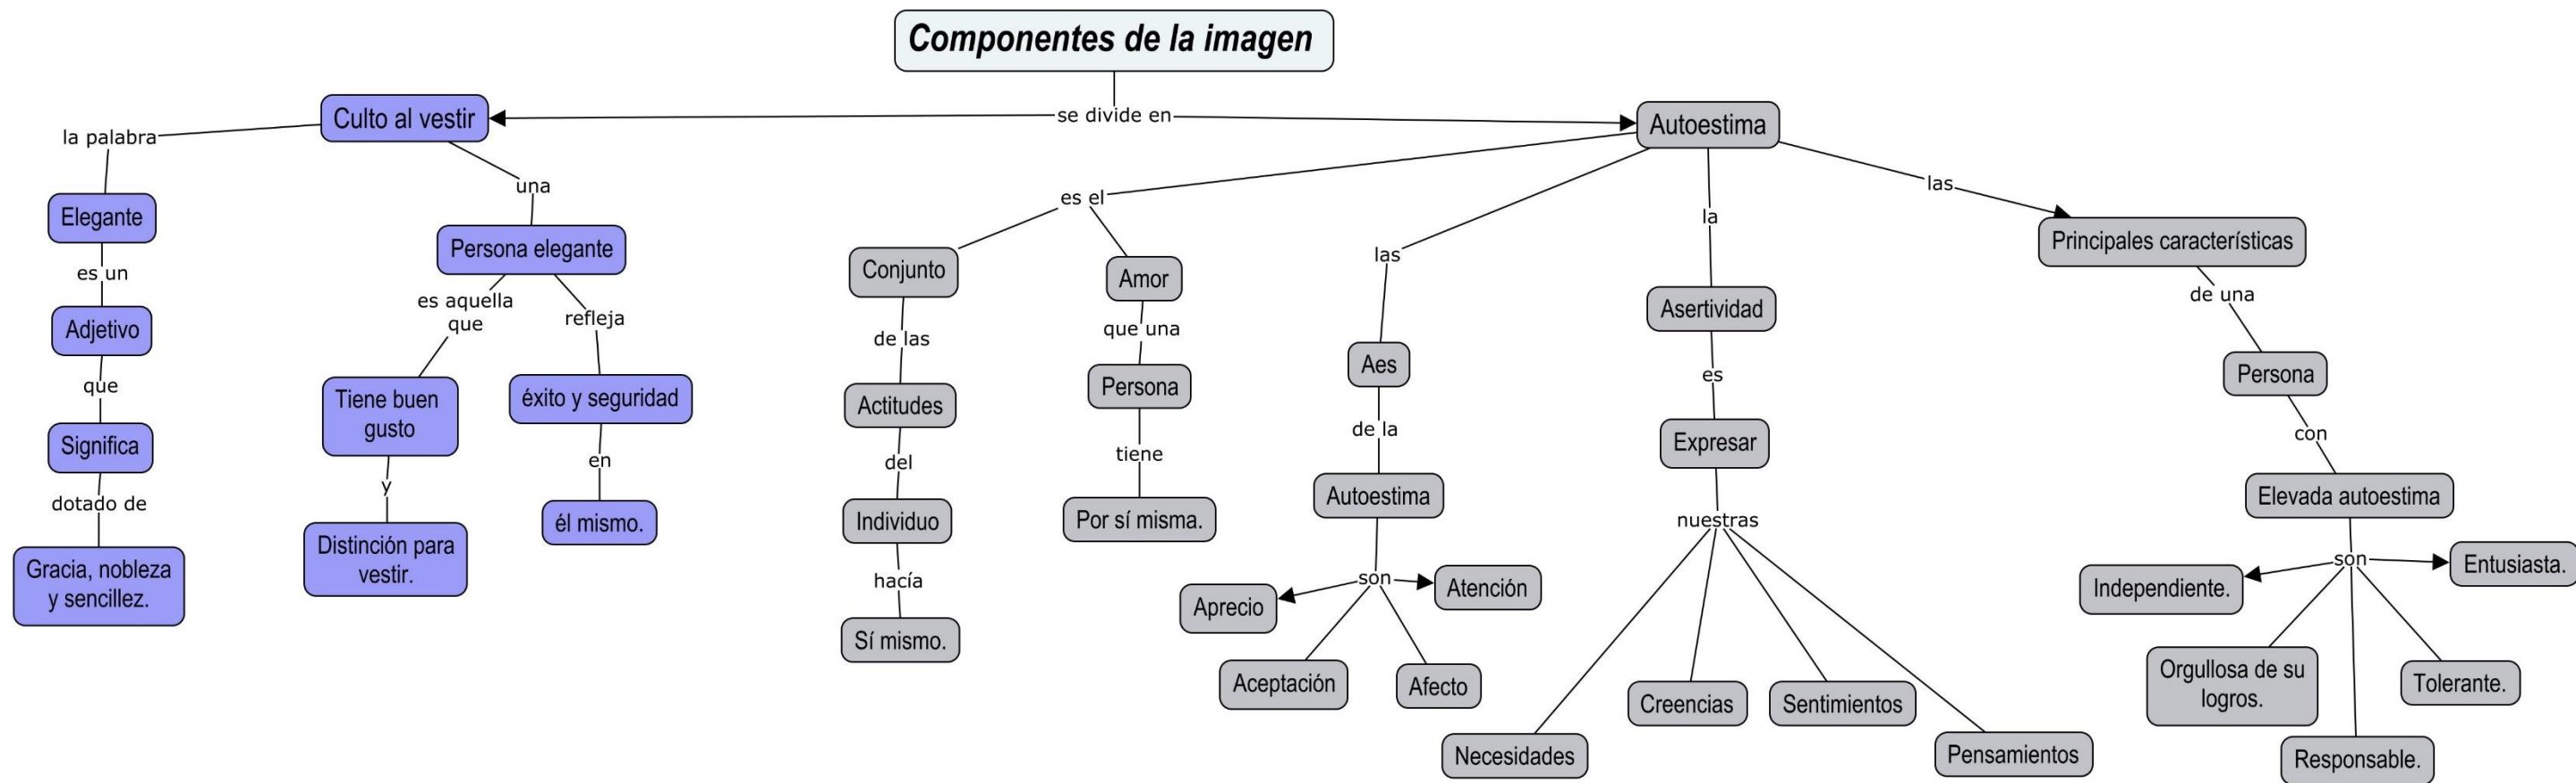 Componentes de la imagen
se divide en
Culto al vestir
la palabra
Elegante
es un
Adjetivo
que
Significa
dotado de
Gracia, nobleza
y sencillez.
una
Persona elegante
es aquella
que
Tiene buen
gusto
y
Distinción para
vestir.
refleja
éxito y seguridad
en
él mismo.
Autoestima
es el
Conjunto
de las
Actitudes
del
Individuo
hacía
Sí mismo.
Amor
que una
Persona
tiene
Por sí misma.
las
Aes
de la
Autoestima
son
Aprecio
Aceptación
Afecto
Atención
la
Asertividad
es
Expresar
nuestras
Necesidades
Creencias
Sentimientos
Pensamientos
las
Principales características
de una
Persona
con
Elevada autoestima
son
Independiente.
Orgullosa de su
logros.
Responsable.
Tolerante.
Entusiasta.